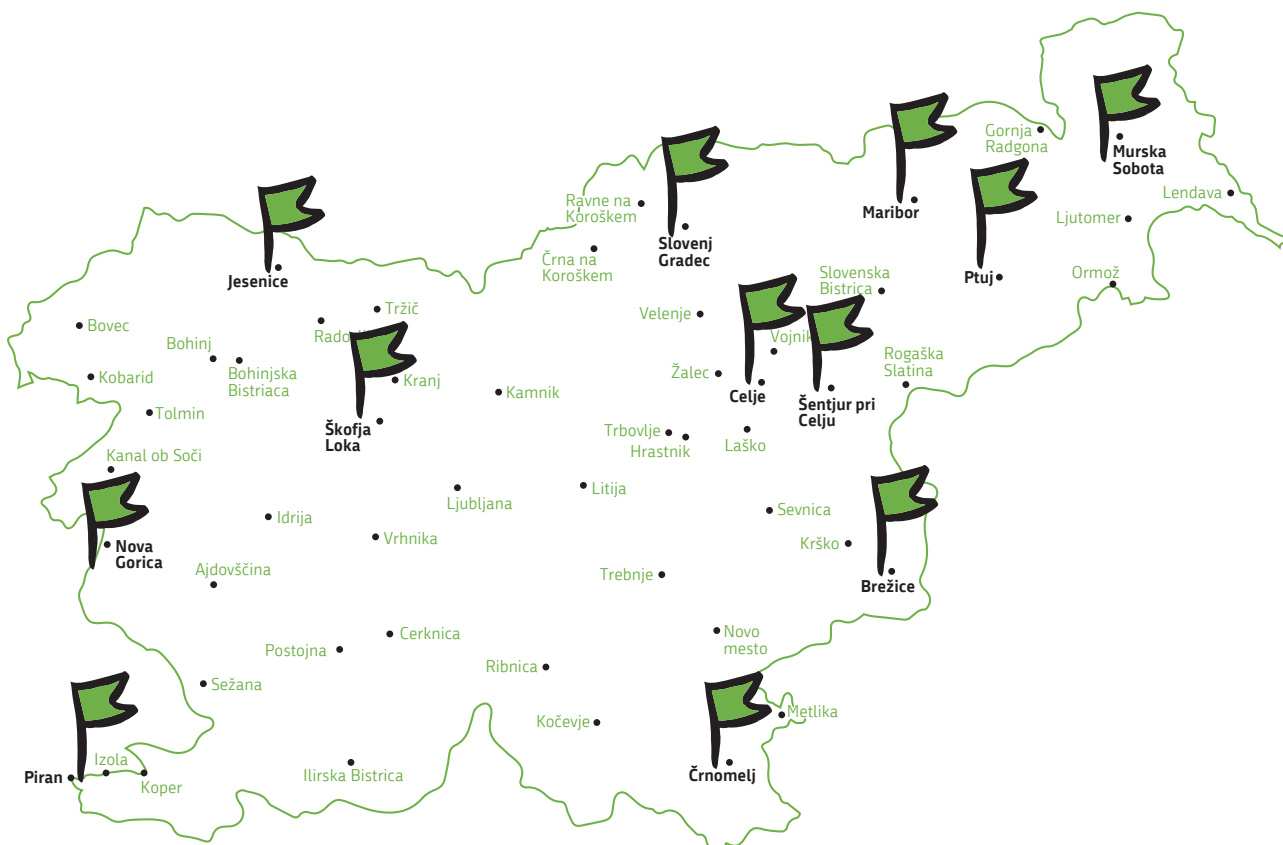 Gornja
Radgona
Murska
Sobota
Lendava
Ljutomer
Maribor
Ravne na
Koroškem
Slovenj
Gradec
Črna na
Koroškem
Ptuj
Ormož
Jesenice
Slovenska
Bistrica
Tržič
Velenje
Bovec
Bohinj
Vojnik
Rogaška
Slatina
Kobarid
Bohinjska
Bistriaca
Kranj
Kamnik
Žalec
Celje
Šentjur pri
Celju
Tolmin
Škofja
Loka
Trbovlje
Hrastnik
Laško
Kanal ob Soči
Ljubljana
Litija
Sevnica
Idrija
Vrhnika
Krško
Nova
Gorica
Ajdovščina
Trebnje
Brežice
Cerknica
Novo
mesto
Postojna
Ribnica
Sežana
Kočevje
Metlika
Izola
Piran
Koper
Ilirska Bistrica
Črnomelj